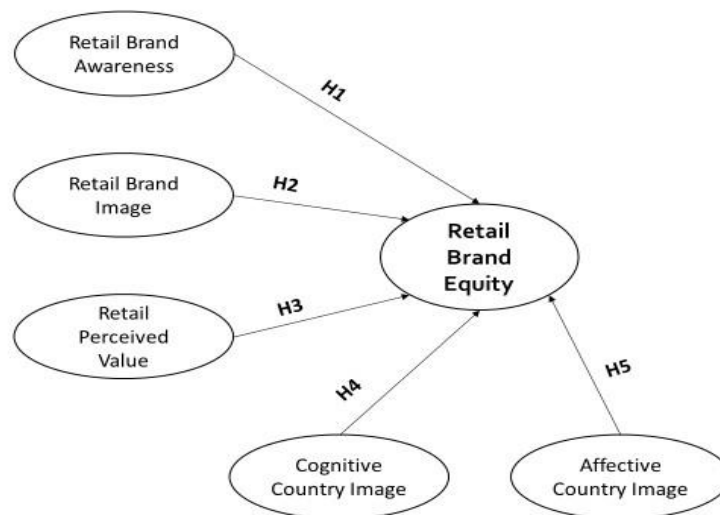 Retail Brand
Awareness
H1
Retail Brand
Image
H2
Retail
Brand
Equity
Retail
Perceived
Value
H3
H4
H5
Cognitive
Country Image
Affective
Country Image